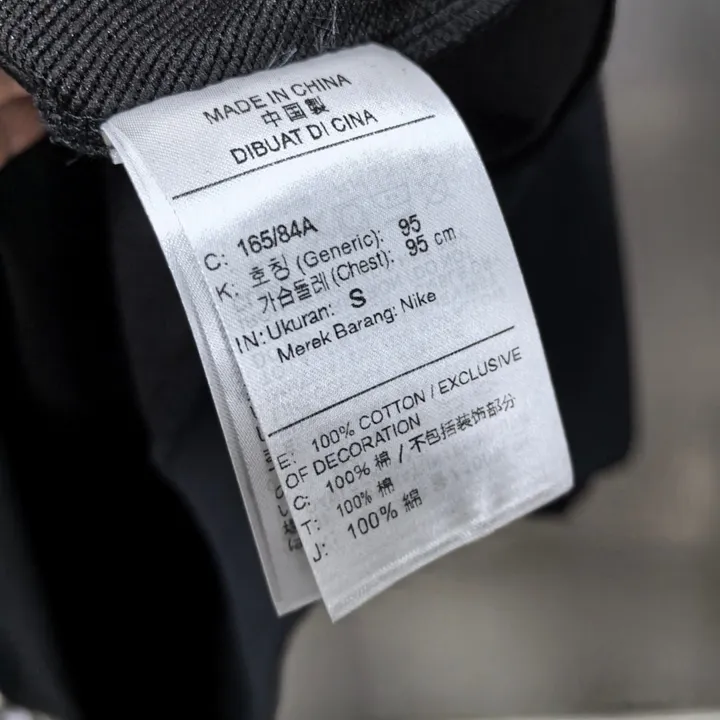 MADE IN CHINA
中国製
DIBUAT DI CINA
C: 165/84A
K: 호칭 (Generic): 95
가슴둘레 (Chest): 95 cm
IN: Ukuran: S
Merek Barang: Nike
E: 100% COTTON / EXCLUSIVE
OF DECORATION
C: 100% 棉 / 不包括装饰部分
T: 100% 棉
J: 100% 綿